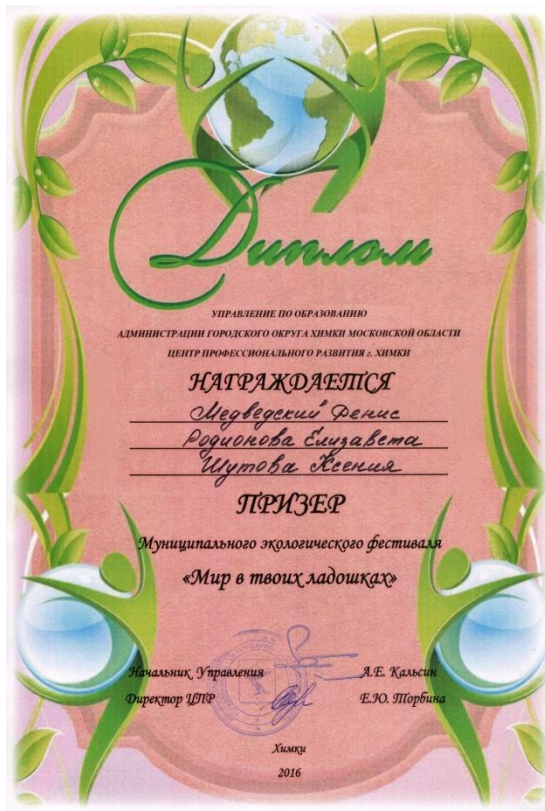 Диплом
УПРАВЛЕНИЕ ПО ОБРАЗОВАНИЮ
АДМИНИСТРАЦИИ ГОРОДСКОГО ОКРУГА ХИМКИ МОСКОВСКОЙ ОБЛАСТИ
ЦЕНТР ПРОФЕССИОНАЛЬНОГО РАЗВИТИЯ г. ХИМКИ
НАГРАЖДАЕТСЯ
Медведский Денис
Родионова Елизавета
Шутова Ксения
ПРИЗЕР
Муниципального экологического фестиваля
«Мир в твоих ладошках»
Начальник Управления А.Е. Кальсин
Директор ЦПР Е.Ю. Торбина
Химки
2016